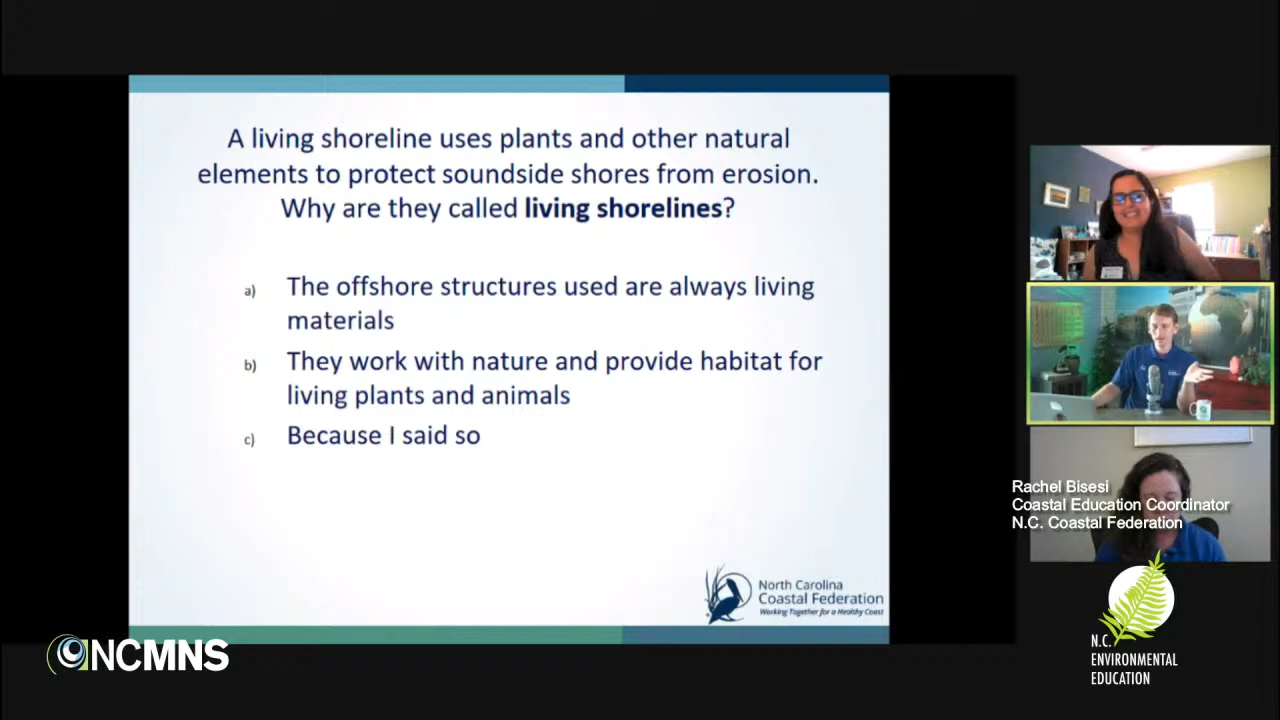 A living shoreline uses plants and other natural
elements to protect soundside shores from erosion.
Why are they called living shorelines?
a) The offshore structures used are always living
materials
b) They work with nature and provide habitat for
living plants and animals
c) Because I said so
North Carolina
Coastal Federation
Working Together for a Healthy Coast
Rachel Bisesi
Coastal Education Coordinator
N.C. Coastal Federation
NCMNS
N.C.
ENVIRONMENTAL
EDUCATION